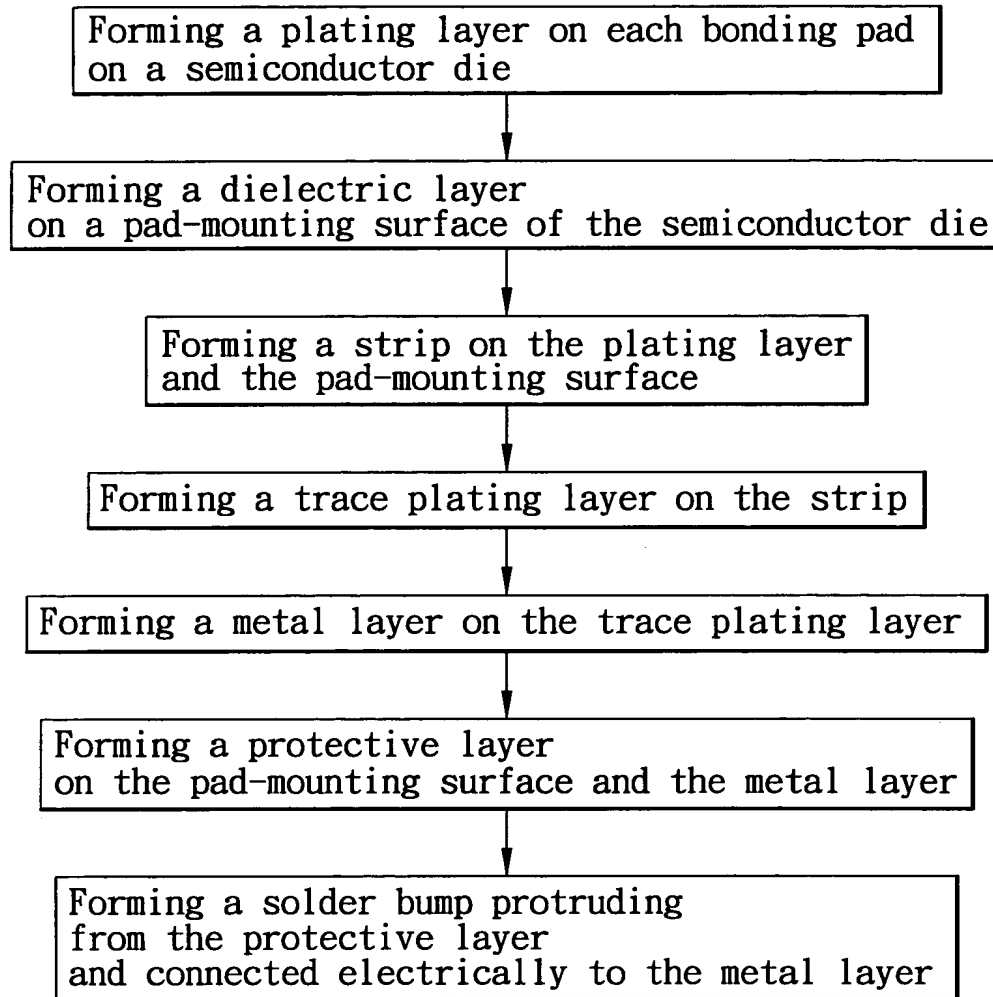 Forming a plating layer on each bonding pad
on a semiconductor die
Forming a dielectric layer
on a pad-mounting surface of the semiconductor die
Forming a strip on the plating layer
and the pad-mounting surface
Forming a trace plating layer on the strip
Forming a metal layer on the trace plating layer
Forming a protective layer
on the pad-mounting surface and the metal layer
Forming a solder bump protruding
from the protective layer
and connected electrically to the metal layer